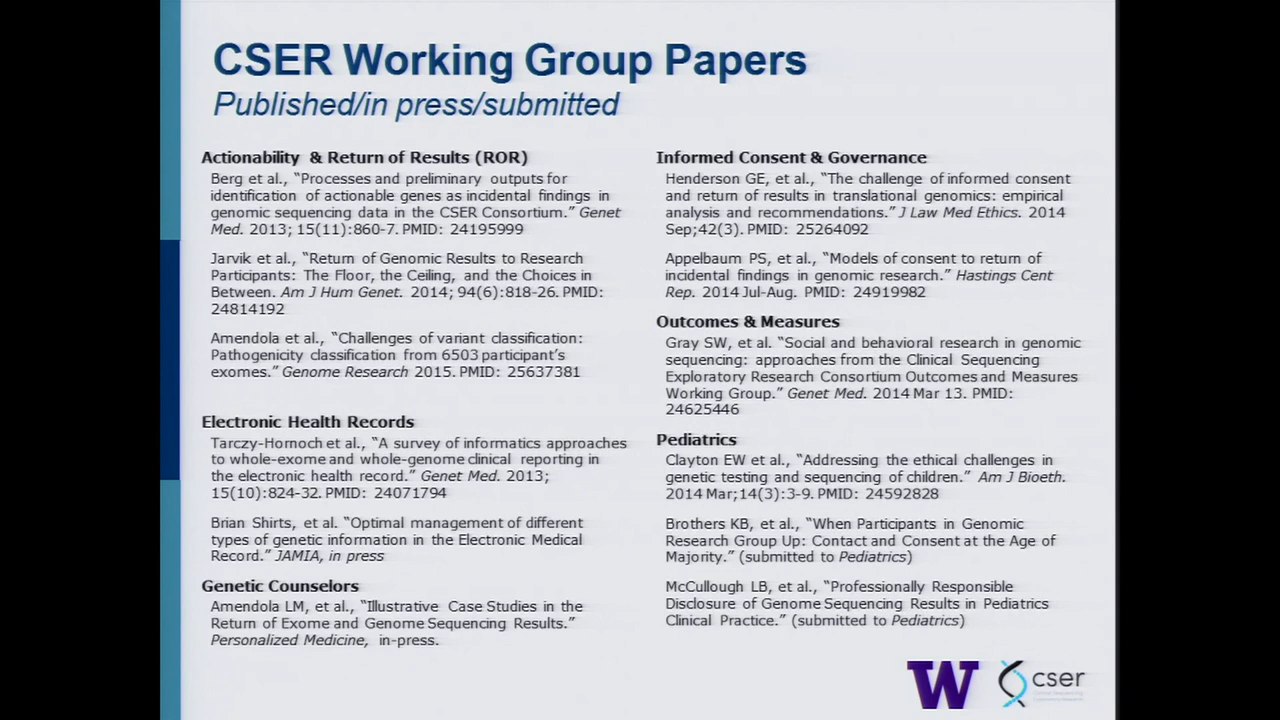 CSER Working Group Papers
Published/in press/submitted
Actionability & Return of Results (ROR)
Berg et al., “Processes and preliminary outputs for
identification of actionable genes as incidental findings in
genomic sequencing data in the CSER Consortium.” Genet
Med. 2013; 15(11):860-7. PMID: 24195999
Jarvik et al., “Return of Genomic Results to Research
Participants: The Floor, the Ceiling, and the Choices in
Between. Am J Hum Genet. 2014; 94(6):818-26. PMID:
24814192
Amendola et al., “Challenges of variant classification:
Pathogenicity classification from 6503 participant’s
exomes.” Genome Research 2015. PMID: 25637381
Electronic Health Records
Tarczy-Hornoch et al., “A survey of informatics approaches
to whole-exome and whole-genome clinical reporting in
the electronic health record.” Genet Med. 2013;
15(10):824-32. PMID: 24071794
Brian Shirts, et al. “Optimal management of different
types of genetic information in the Electronic Medical
Record.” JAMIA, in press
Genetic Counselors
Amendola LM, et al., “Illustrative Case Studies in the
Return of Exome and Genome Sequencing Results.”
Personalized Medicine, in-press.
Informed Consent & Governance
Henderson GE, et al., “The challenge of informed consent
and return of results in translational genomics: empirical
analysis and recommendations.” J Law Med Ethics. 2014
Sep;42(3). PMID: 25264092
Appelbaum PS, et al., “Models of consent to return of
incidental findings in genomic research.” Hastings Cent
Rep. 2014 Jul-Aug. PMID: 24919982
Outcomes & Measures
Gray SW, et al. “Social and behavioral research in genomic
sequencing: approaches from the Clinical Sequencing
Exploratory Research Consortium Outcomes and Measures
Working Group.” Genet Med. 2014 Mar 13. PMID:
24625446
Pediatrics
Clayton EW et al., “Addressing the ethical challenges in
genetic testing and sequencing of children.” Am J Bioeth.
2014 Mar;14(3):3-9. PMID: 24592828
Brothers KB, et al., “When Participants in Genomic
Research Group Up: Contact and Consent at the Age of
Majority.” (submitted to Pediatrics)
McCullough LB, et al., “Professionally Responsible
Disclosure of Genome Sequencing Results in Pediatrics
Clinical Practice.” (submitted to Pediatrics)
W
cser